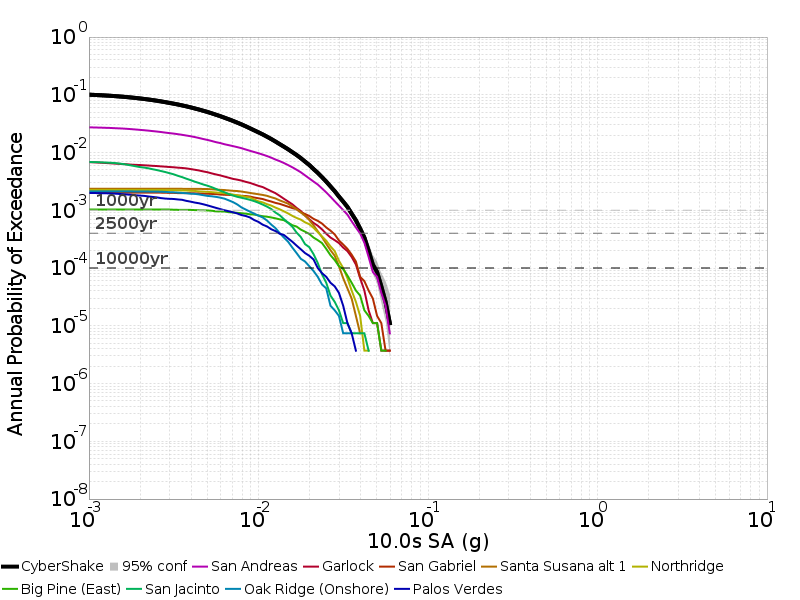 10^0
10^-1
10^-2
10^-3
10^-4
10^-5
10^-6
10^-7
10^-8
Annual Probability of Exceedance
1000yr
2500yr
10000yr
10^-3 10^-2 10^-1 10^0 10^1
10.0s SA (g)
CyberShake 95% conf San Andreas Garlock San Gabriel Santa Susana alt 1 Northridge
Big Pine (East) San Jacinto Oak Ridge (Onshore) Palos Verdes